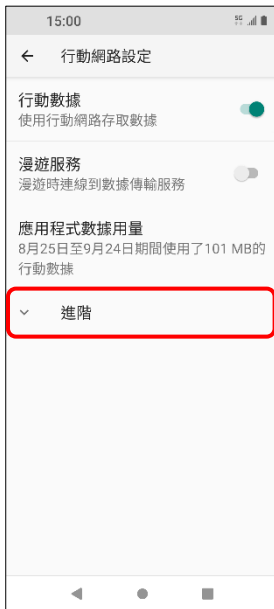 15:00 5G
行動網路設定
行動數據
使用行動網路存取數據
漫遊服務
漫遊時連線到數據傳輸服務
應用程式數據用量
8月25日至9月24日期間使用了101 MB的
行動數據
進階